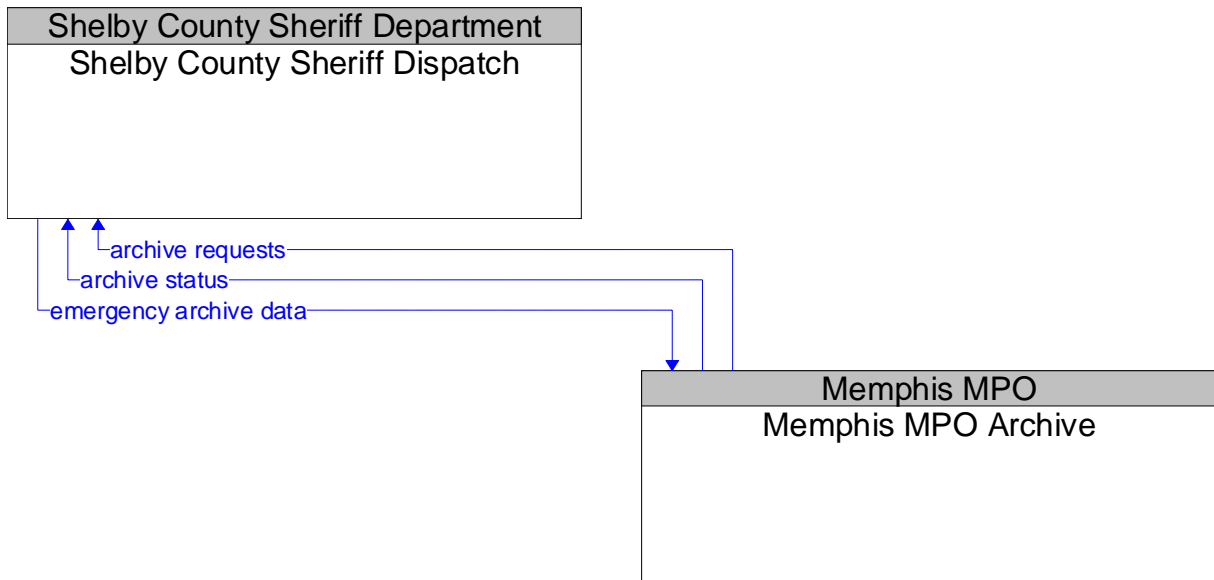 Shelby County Sheriff Department
Shelby County Sheriff Dispatch
archive requests
archive status
emergency archive data
Memphis MPO
Memphis MPO Archive